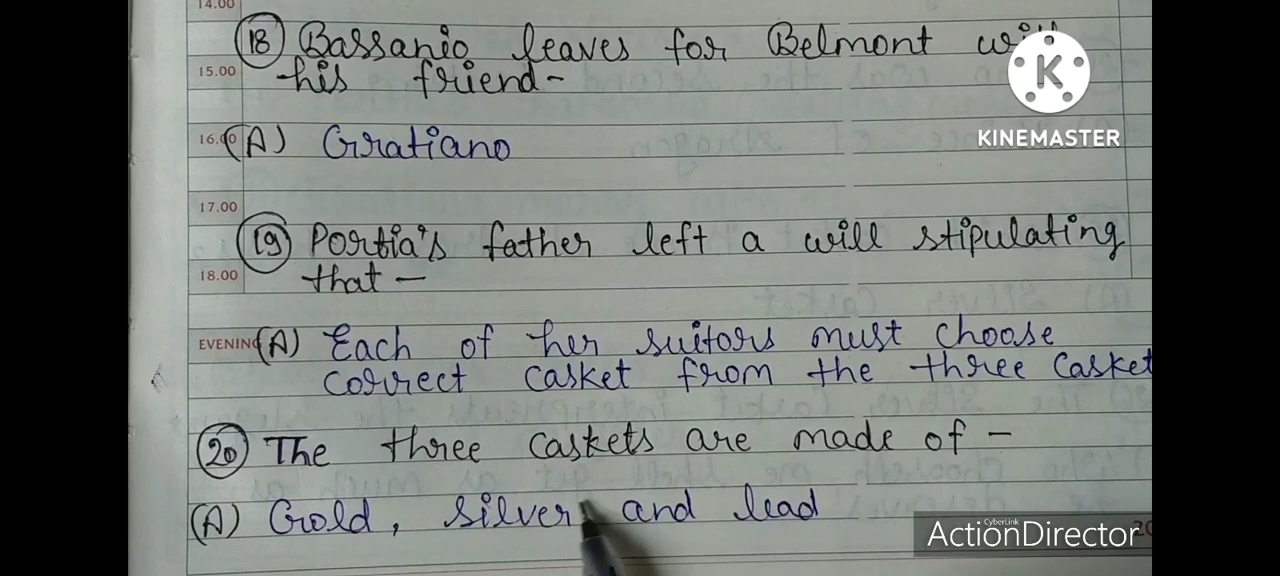 14.00
(18) Bassanio leaves for Belmont with
15.00 his friend-
KINEMASTER
16.00 (A) Gratiano
17.00
(19) Portia's father left a will stipulating
18.00 that -
EVENING (A) Each of her suitors must choose
correct casket from the three casket
(20) The three caskets are made of -
(A) Gold, silver and lead
CyberLink
ActionDirector